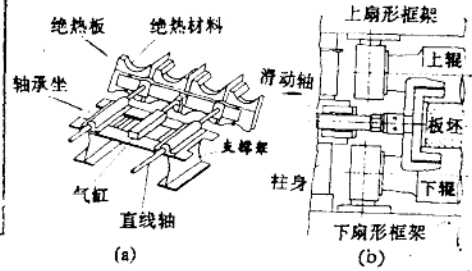 绝热板
绝热材料
轴承坐
气缸
直线轴
支撑架
(a)
上扇形框架
上辊
滑动轴
板坯
柱身
下辊
下扇形框架
(b)